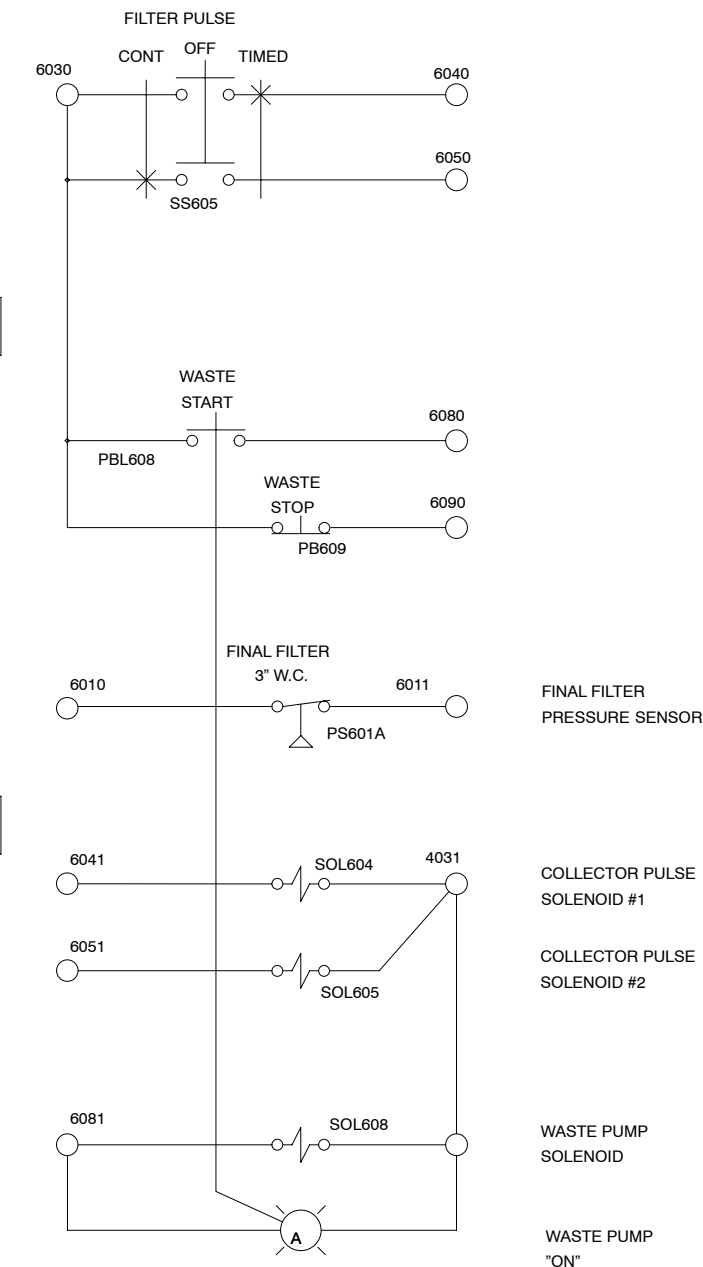 FILTER PULSE
CONT
OFF
TIMED
6030
6040
6050
SS605
WASTE
START
6080
PBL608
WASTE
STOP
6090
PB609
FINAL FILTER
3” W.C.
6010
6011
PS601A
FINAL FILTER
PRESSURE SENSOR
6041
SOL604
4031
COLLECTOR PULSE
SOLENOID #1
6051
SOL605
COLLECTOR PULSE
SOLENOID #2
6081
SOL608
WASTE PUMP
SOLENOID
A
WASTE PUMP
”ON”